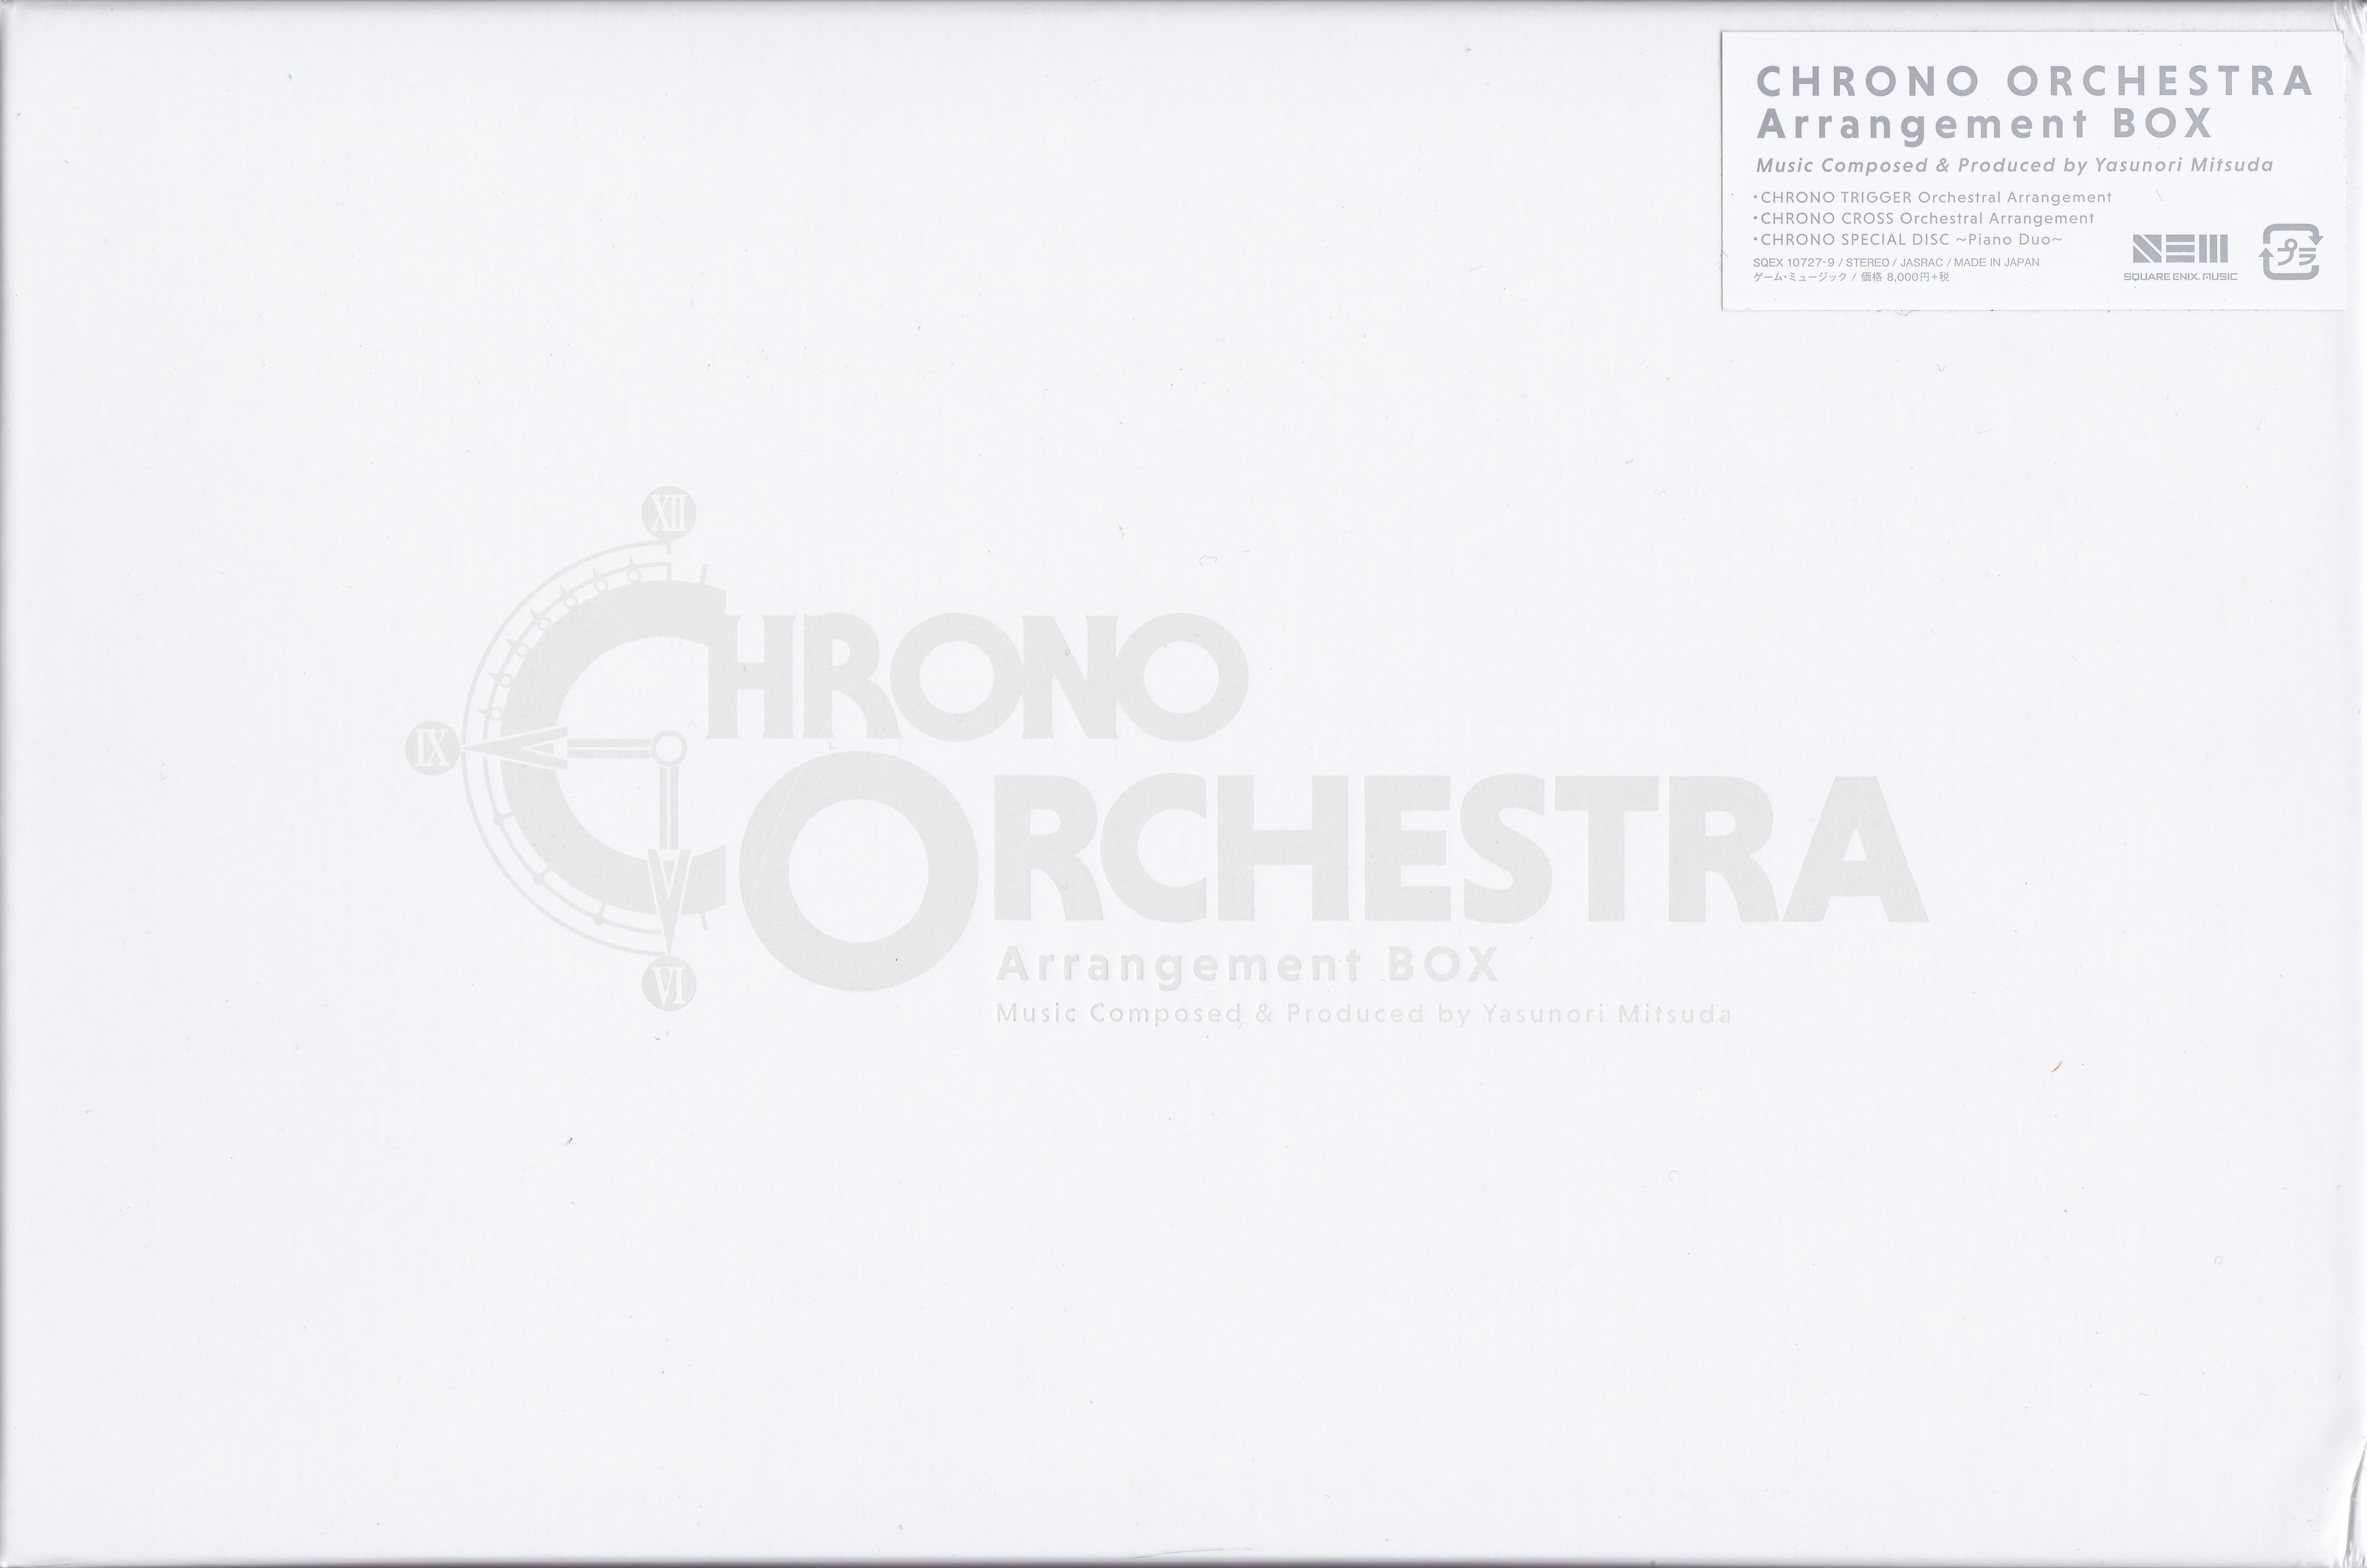 CHRONO ORCHESTRA
Arrangement BOX
Music Composed & Produced by Yasunori Mitsuda
・CHRONO TRIGGER Orchestral Arrangement
・CHRONO CROSS Orchestral Arrangement
・CHRONO SPECIAL DISC ~Piano Duo~
SQEX 10727-9 / STEREO / JASRAC / MADE IN JAPAN
ゲーム・ミュージック / 価格 8,000円+税
SQUARE ENIX. MUSIC
プラ
XII
IX
VI
CHRONO
ORCHESTRA
Arrangement BOX
Music Composed & Produced by Yasunori Mitsuda